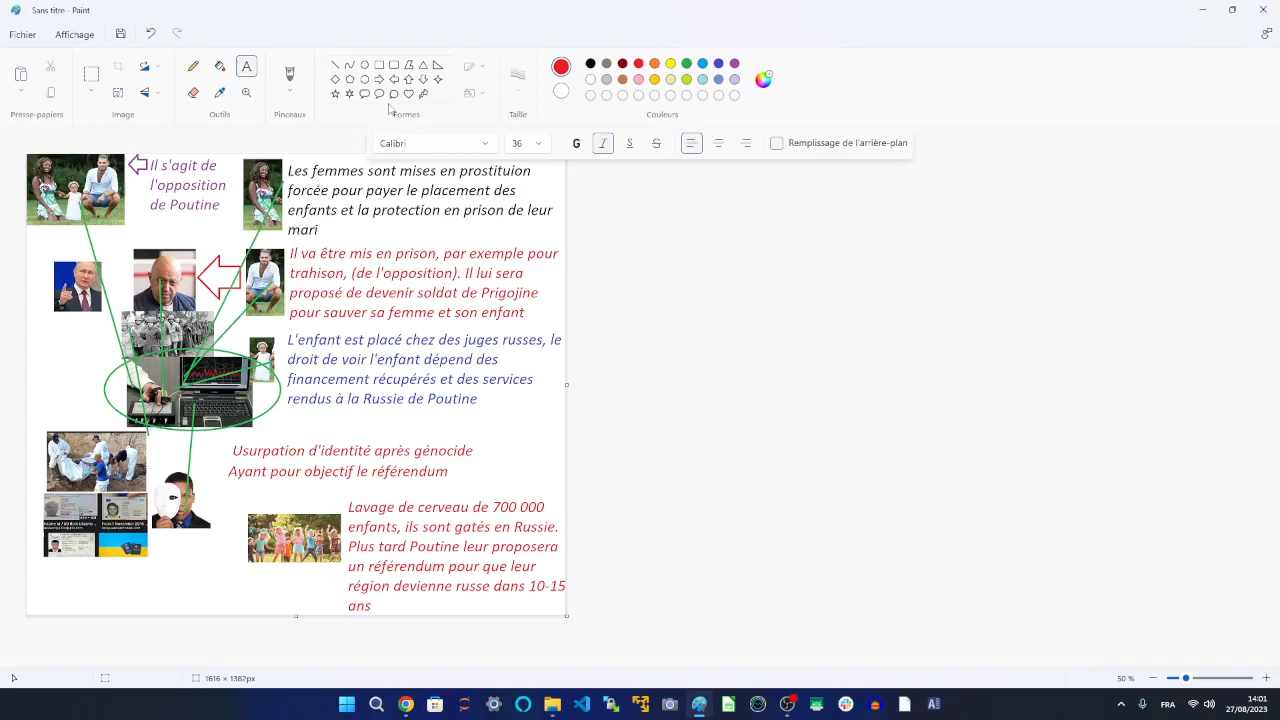 Sans titre - Paint
Fichier
Affichage
Presse-papiers
Image
Outils
Pinceaux
Formes
Taille
Couleurs
Calibri
36
G
I
S
S
Remplissage de l'arrière-plan
Il s'agit de
l'opposition
de Poutine
Les femmes sont mises en prostituion
forcée pour payer le placement des
enfants et la protection en prison de leur
mari
Il va être mis en prison, par exemple pour
trahison, (de l'opposition). Il lui sera
proposé de devenir soldat de Prigojine
pour sauver sa femme et son enfant
L'enfant est placé chez des juges russes, le
droit de voir l'enfant dépend des
financement récupérés et des services
rendus à la Russie de Poutine
Usurpation d'identité après génocide
Ayant pour objectif le référendum
Lavage de cerveau de 700 000
enfants, ils sont gatés en Russie.
Plus tard Poutine leur proposera
un référendum pour que leur
région devienne russe dans 10-15
ans
1616 × 1382px
50 %
FRA
14:01
27/08/2023